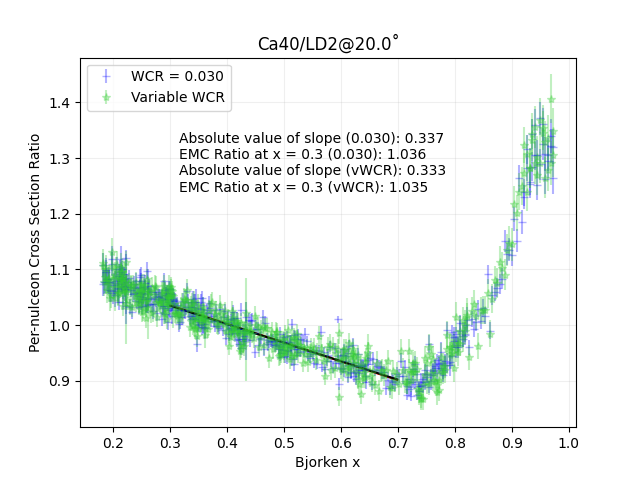 Ca40/LD2@20.0˚
WCR = 0.030
Variable WCR
Absolute value of slope (0.030): 0.337
EMC Ratio at x = 0.3 (0.030): 1.036
Absolute value of slope (vWCR): 0.333
EMC Ratio at x = 0.3 (vWCR): 1.035
Per-nulceon Cross Section Ratio
1.4
1.3
1.2
1.1
1.0
0.9
0.2 0.3 0.4 0.5 0.6 0.7 0.8 0.9 1.0
Bjorken x